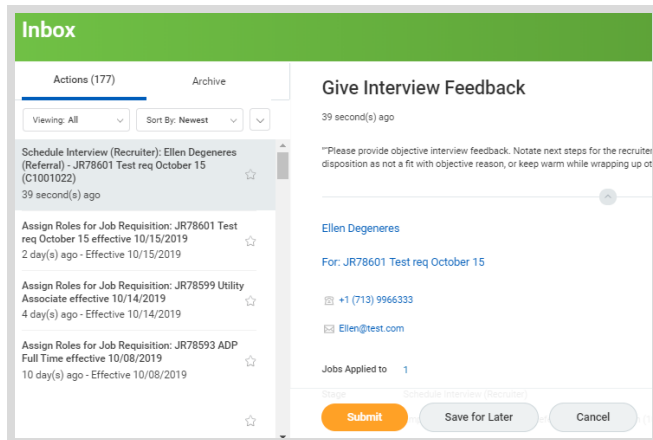 Inbox
Actions (177)
Archive
Viewing: All
Sort By: Newest
Schedule Interview (Recruiter): Ellen Degeneres
(Referral) - JR78601 Test req October 15
(C1001022)
39 second(s) ago
Assign Roles for Job Requisition: JR78601 Test
req October 15 effective 10/15/2019
2 day(s) ago - Effective 10/15/2019
Assign Roles for Job Requisition: JR78599 Utility
Associate effective 10/14/2019
4 day(s) ago - Effective 10/14/2019
Assign Roles for Job Requisition: JR78593 ADP
Full Time effective 10/08/2019
10 day(s) ago - Effective 10/08/2019
Give Interview Feedback
39 second(s) ago
""Please provide objective interview feedback. Notate next steps for the recruiter
disposition as not a fit with objective reason, or keep warm while wrapping up ot
Ellen Degeneres
For: JR78601 Test req October 15
+1 (713) 9966333
Ellen@test.com
Jobs Applied to 1
Stage Schedule Interview (Recruiter)
Submit
Save for Later
Cancel